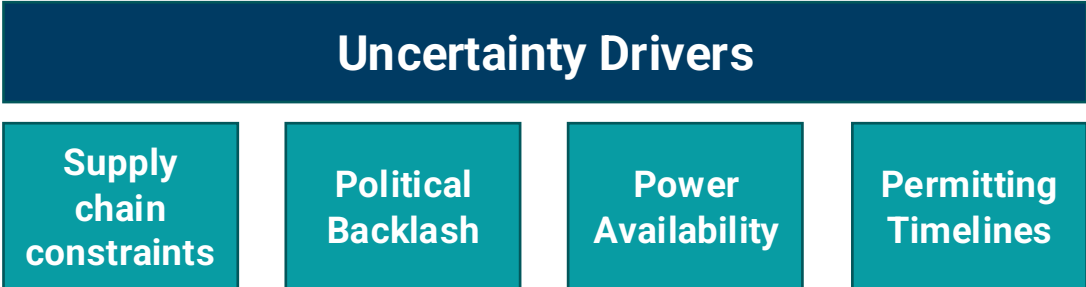 Uncertainty Drivers
Supply
chain
constraints
Political
Backlash
Power
Availability
Permitting
Timelines